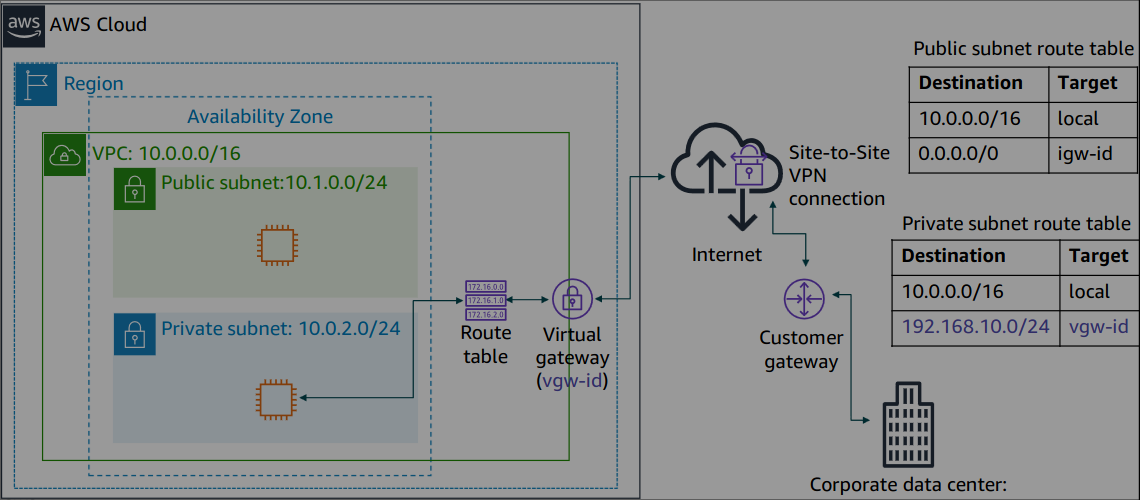 aws
AWS Cloud
Region
Availability Zone
VPC: 10.0.0.0/16
Public subnet:10.1.0.0/24
Private subnet: 10.0.2.0/24
172.16.0.0
172.16.1.0
172.16.2.0
Route
table
Virtual
gateway
(vgw-id)
Internet
Site-to-Site
VPN
connection
Customer
gateway
Corporate data center:
Public subnet route table
Destination Target
10.0.0.0/16 local
0.0.0.0/0 igw-id
Private subnet route table
Destination Target
10.0.0.0/16 local
192.168.10.0/24 vgw-id